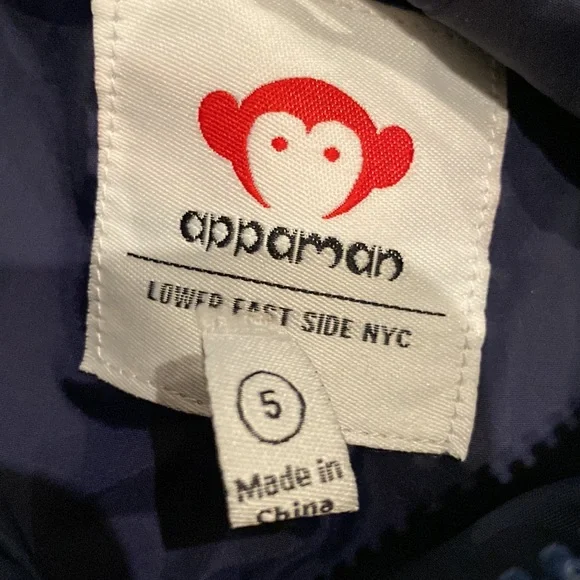 appaman
LOWER EAST SIDE NYC
5
Made in
China